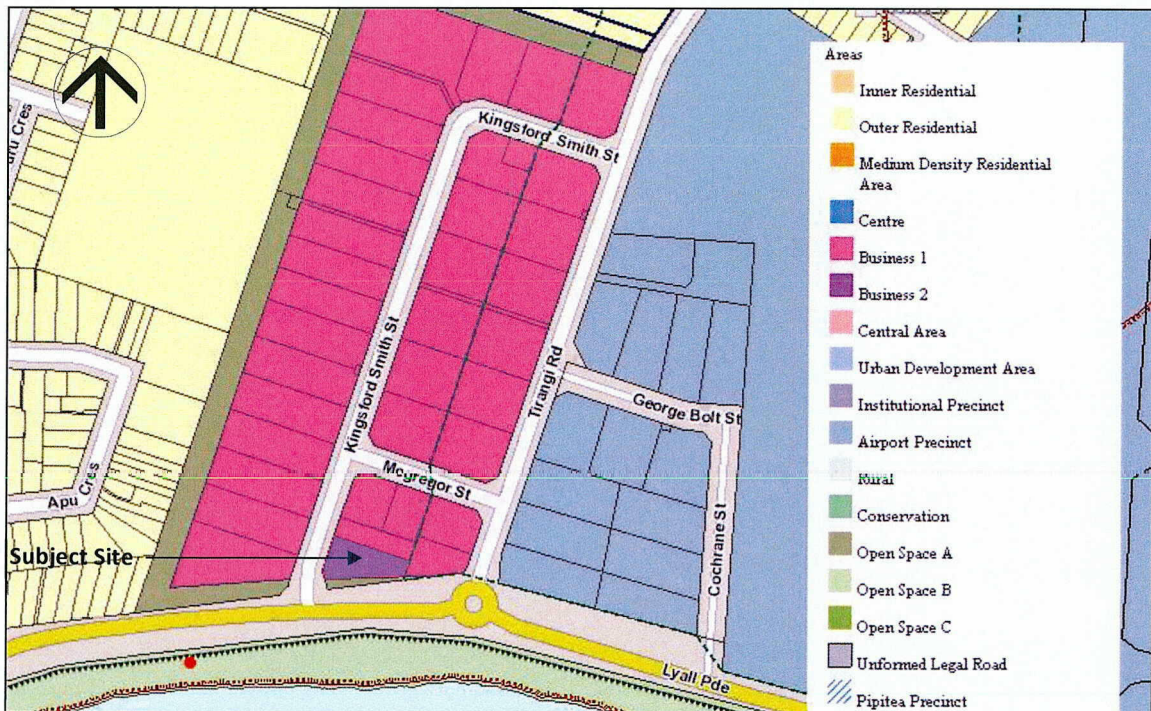 Kingsford Smith St
Kingsford Smith St
Tirangi Rd
George Bolt St
Mcgregor St
Cochrane St
Apu Cres
Subject Site
Lyall Pde
Areas
Inner Residential
Outer Residential
Medium Density Residential
Area
Centre
Business 1
Business 2
Central Area
Urban Development Area
Institutional Precinct
Airport Precinct
Rural
Conservation
Open Space A
Open Space B
Open Space C
Unformed Legal Road
Pipitea Precinct